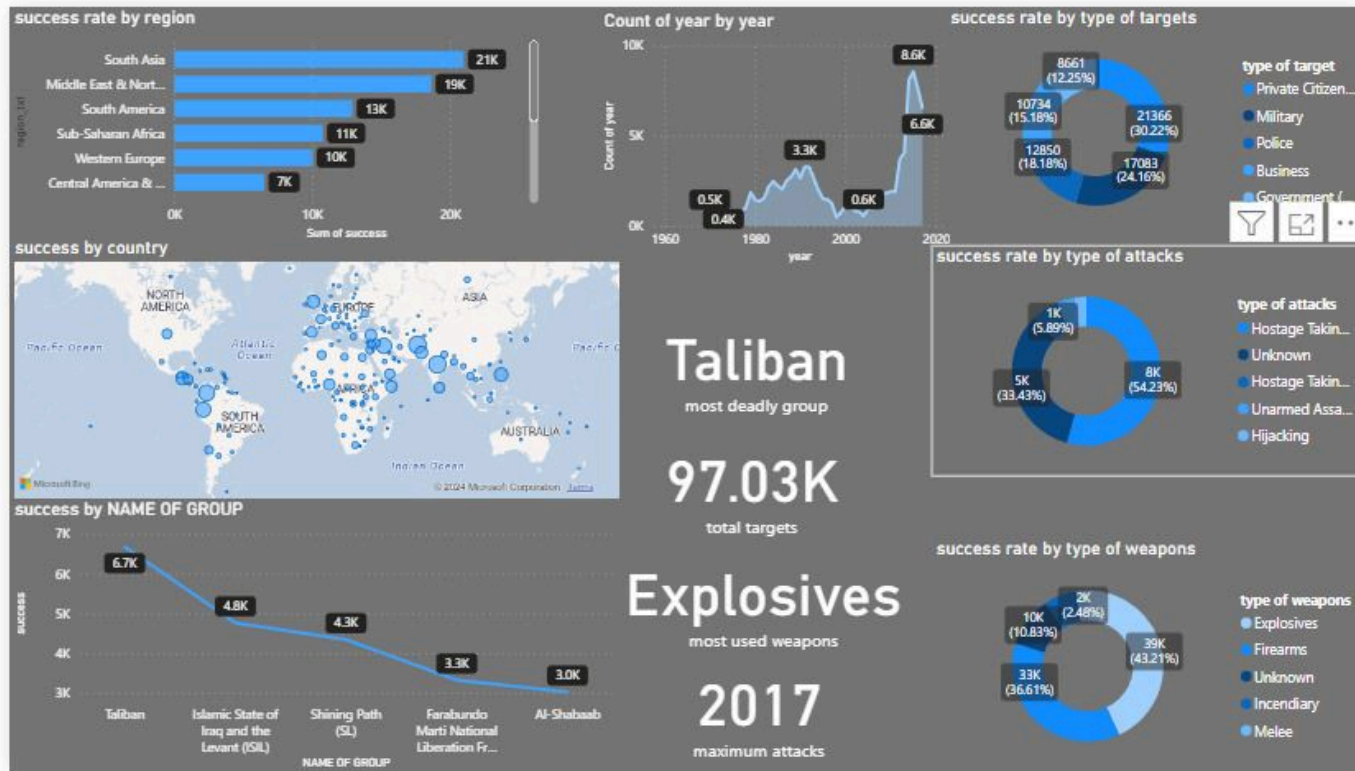 success rate by region
region_txt
South Asia
Middle East & Nort...
South America
Sub-Saharan Africa
Western Europe
Central America & ...
21K
19K
13K
11K
10K
7K
0K
10K
20K
Sum of success
Count of year by year
Count of year
10K
5K
0K
0.5K
0.4K
3.3K
0.6K
8.6K
6.6K
1960
1980
2000
2020
year
success rate by type of targets
8661
(12.25%)
10734
(15.18%)
12850
(18.18%)
21366
(30.22%)
17083
(24.16%)
type of target
Private Citizen...
Military
Police
Business
Government (...
success by country
NORTH
AMERICA
EUROPE
ASIA
Pacific Ocean
Atlantic
Ocean
Pacific O
AFRICA
SOUTH
AMERICA
AUSTRALIA
Indian Ocean
Microsoft Bing
© 2024 Microsoft Corporation Terms
Taliban
most deadly group
97.03K
total targets
Explosives
most used weapons
2017
maximum attacks
success rate by type of attacks
1K
(5.89%)
5K
(33.43%)
8K
(54.23%)
type of attacks
Hostage Takin...
Unknown
Hostage Takin...
Unarmed Assa...
Hijacking
success by NAME OF GROUP
success
7K
6K
5K
4K
3K
6.7K
4.8K
4.3K
3.3K
3.0K
Taliban
Islamic State of
Iraq and the
Levant (ISIL)
Shining Path
(SL)
Farabundo
Marti National
Liberation Fr...
Al-Shabaab
NAME OF GROUP
success rate by type of weapons
2K
(2.48%)
10K
(10.83%)
33K
(36.61%)
39K
(43.21%)
type of weapons
Explosives
Firearms
Unknown
Incendiary
Melee